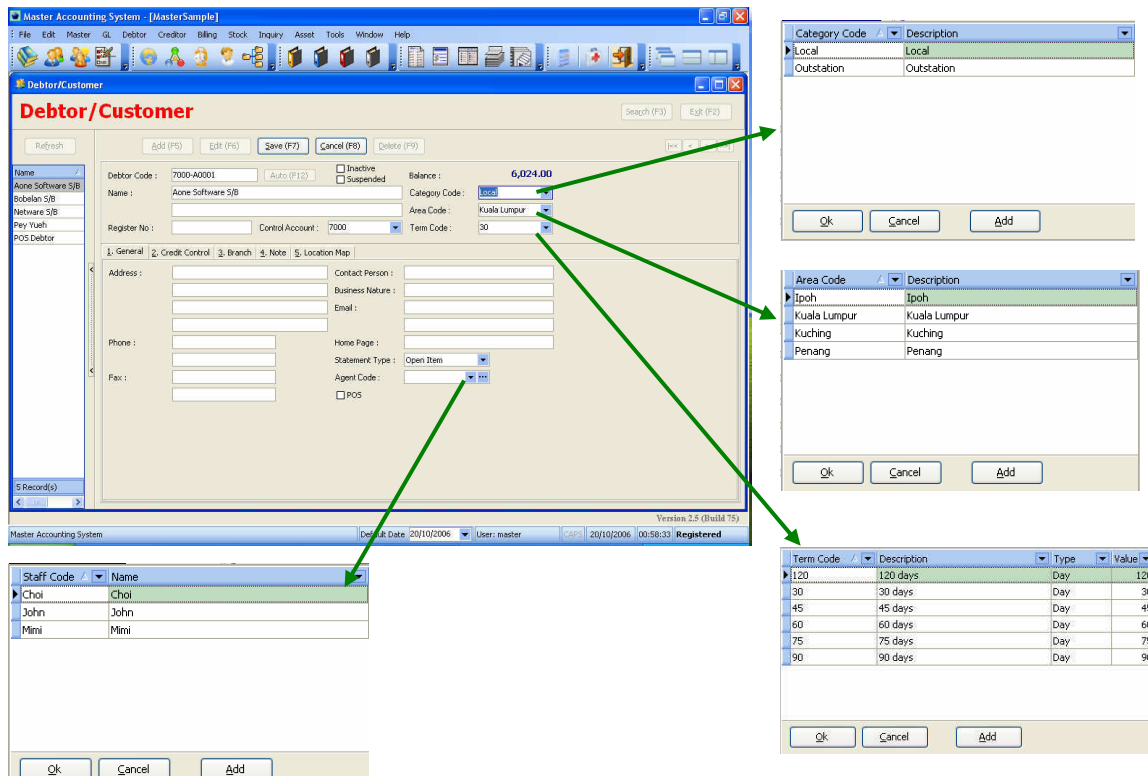 Master Accounting System - [MasterSample]
File Edit Master GL Debtor Creditor Billing Stock Inquiry Asset Tools Window Help
Debtor/Customer
Debtor/Customer
Search (F3) Exit (F2)
Refresh Add (F5) Edit (F6) Save (F7) Cancel (F8) Delete (F9)
Name
Aone Software S/B
Bobelan S/B
Netware S/B
Pey Yueh
POS Debtor
5 Record(s)
Debtor Code : 7000-A0001 Auto (F12) Inactive Balance : 6,024.00
Suspended
Name : Aone Software S/B Category Code : Local
Area Code : Kuala Lumpur
Register No : Control Account : 7000 Term Code : 30
1. General 2. Credit Control 3. Branch 4. Note 5. Location Map
Address : Contact Person :
Business Nature :
Email :
Phone : Home Page :
Statement Type : Open Item
Fax : Agent Code :
POS
Version 2.5 (Build 75)
Master Accounting System Default Date 20/10/2006 User: master CAPS 20/10/2006 00:58:33 Registered
Category Code Description
Local Local
Outstation Outstation
Ok Cancel Add
Area Code Description
Ipoh Ipoh
Kuala Lumpur Kuala Lumpur
Kuching Kuching
Penang Penang
Ok Cancel Add
Term Code Description Type Value
120 120 days Day 120
30 30 days Day 30
45 45 days Day 45
60 60 days Day 60
75 75 days Day 75
90 90 days Day 90
Ok Cancel Add
Staff Code Name
Choi Choi
John John
Mimi Mimi
Ok Cancel Add